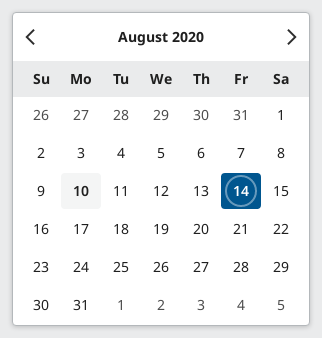 August 2020
Su Mo Tu We Th Fr Sa
26 27 28 29 30 31 1
2 3 4 5 6 7 8
9 10 11 12 13 14 15
16 17 18 19 20 21 22
23 24 25 26 27 28 29
30 31 1 2 3 4 5